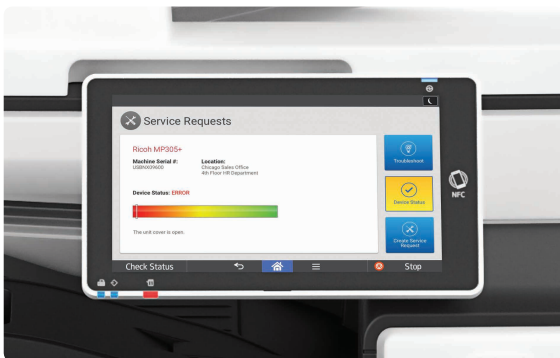 Service Requests
Ricoh MP305+
Machine Serial #:
USBNX09600
Location:
Chicago Sales Office
4th Floor HR Department
Device Status: ERROR
The unit cover is open.
Troubleshoot
Device Status
Create Service
Request
NFC
Check Status
Stop